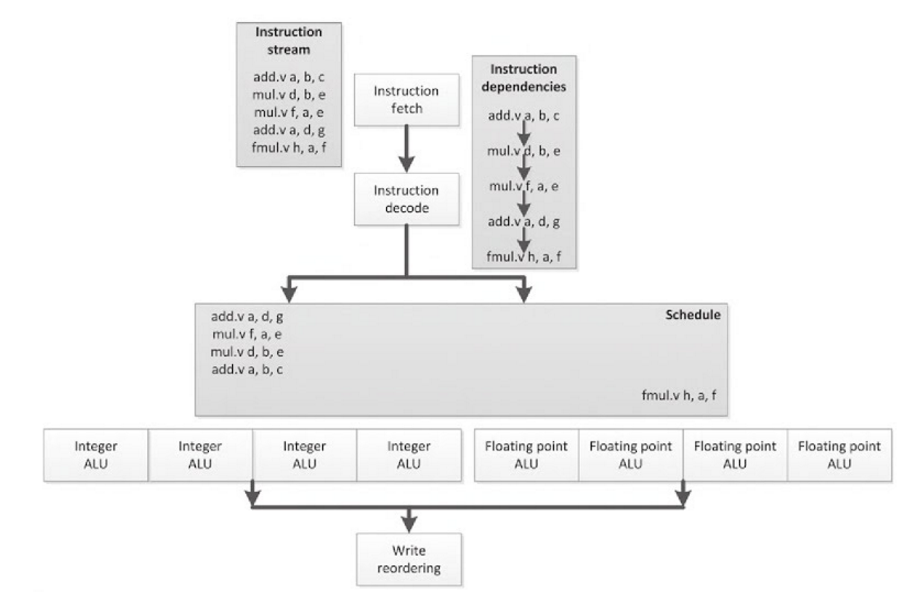 Instruction
stream
add.v a, b, c
mul.v d, b, e
mul.v f, a, e
add.v a, d, g
fmul.v h, a, f
Instruction
fetch
Instruction
decode
Instruction
dependencies
add.v a, b, c
mul.v d, b, e
mul.v f, a, e
add.v a, d, g
fmul.v h, a, f
Schedule
add.v a, d, g
mul.v f, a, e
mul.v d, b, e
add.v a, b, c
fmul.v h, a, f
Integer
ALU
Integer
ALU
Integer
ALU
Integer
ALU
Floating point
ALU
Floating point
ALU
Floating point
ALU
Floating point
ALU
Write
reordering